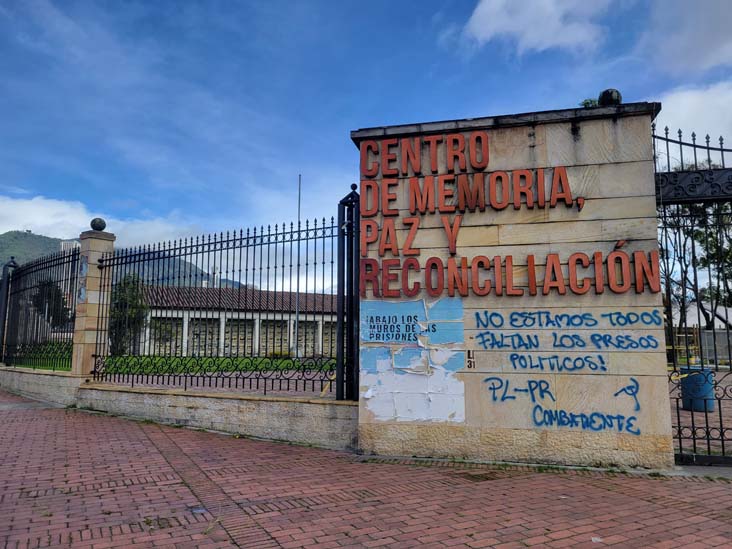 CENTRO
DE MEMORIA,
PAZ Y
RECONCILIACIÓN
¡ABAJO LOS
MUROS DE LAS
PRISIONES
NO ESTAMOS TODOS
FALTAN LOS PRESOS
POLITICOS!
PL-PR
COMBATIENTE